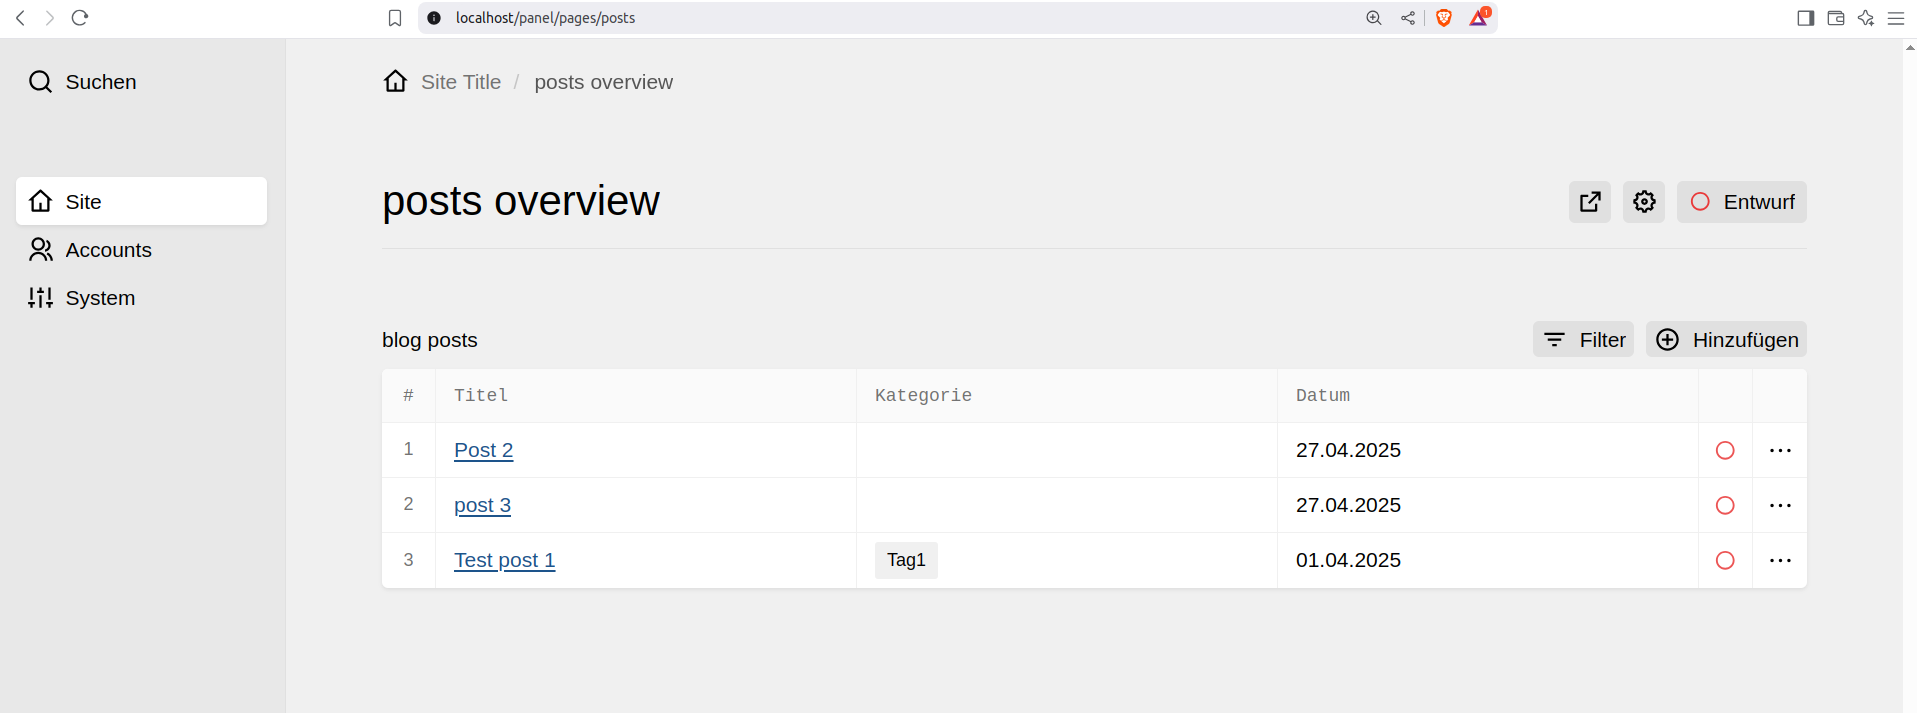 localhost/panel/pages/posts
1
Suchen
Site Title / posts overview
Site
Accounts
System
posts overview
Entwurf
blog posts
Filter
Hinzufügen
# Titel Kategorie Datum
1 Post 2 27.04.2025
2 post 3 27.04.2025
3 Test post 1 Tag1 01.04.2025